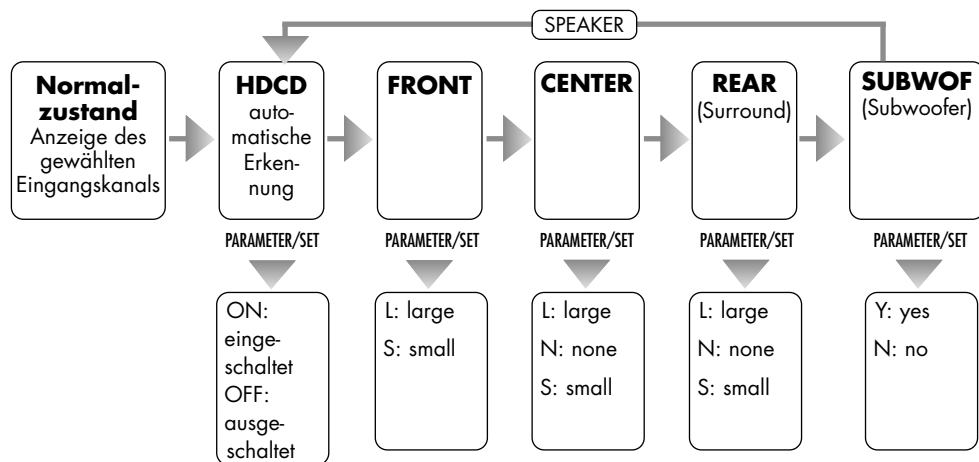 SPEAKER
Normal-
zustand
Anzeige des
gewählten
Eingangskanals
HDCD
auto-
matische
Erken-
nung
FRONT
CENTER
REAR
(Surround)
SUBWOF
(Subwoofer)
PARAMETER/SET
PARAMETER/SET
PARAMETER/SET
PARAMETER/SET
PARAMETER/SET
ON:
einge-
schaltet
OFF:
ausge-
schaltet
L: large
S: small
L: large
N: none
S: small
L: large
N: none
S: small
Y: yes
N: no